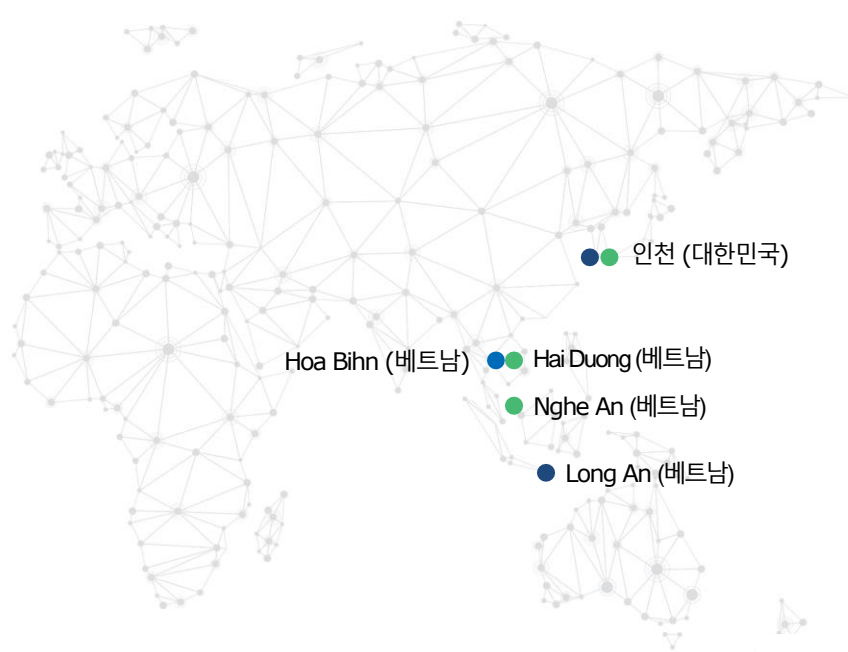 인천 (대한민국)
Hoa Bihn (베트남)
Hai Duong (베트남)
Nghe An (베트남)
Long An (베트남)